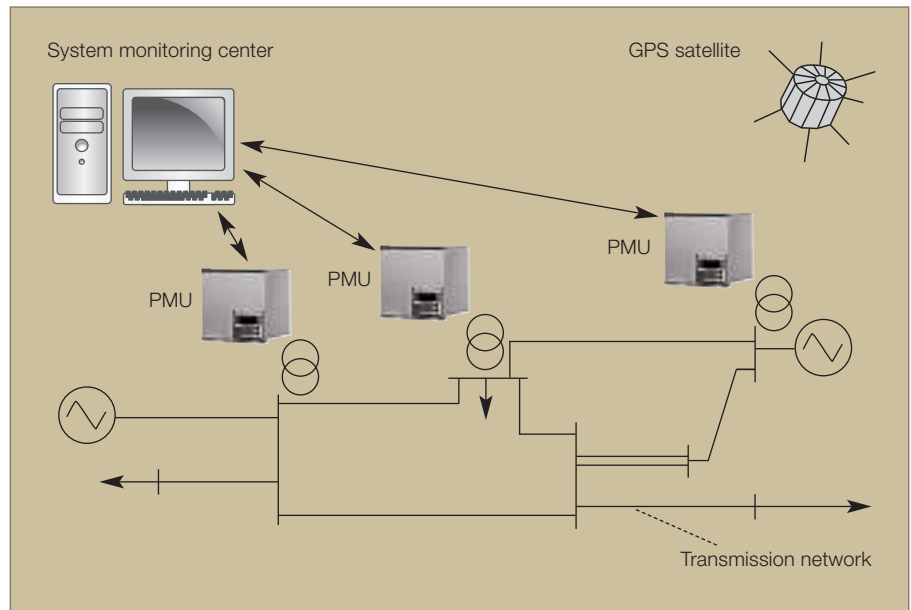 System monitoring center
GPS satellite
PMU
PMU
PMU
Transmission network